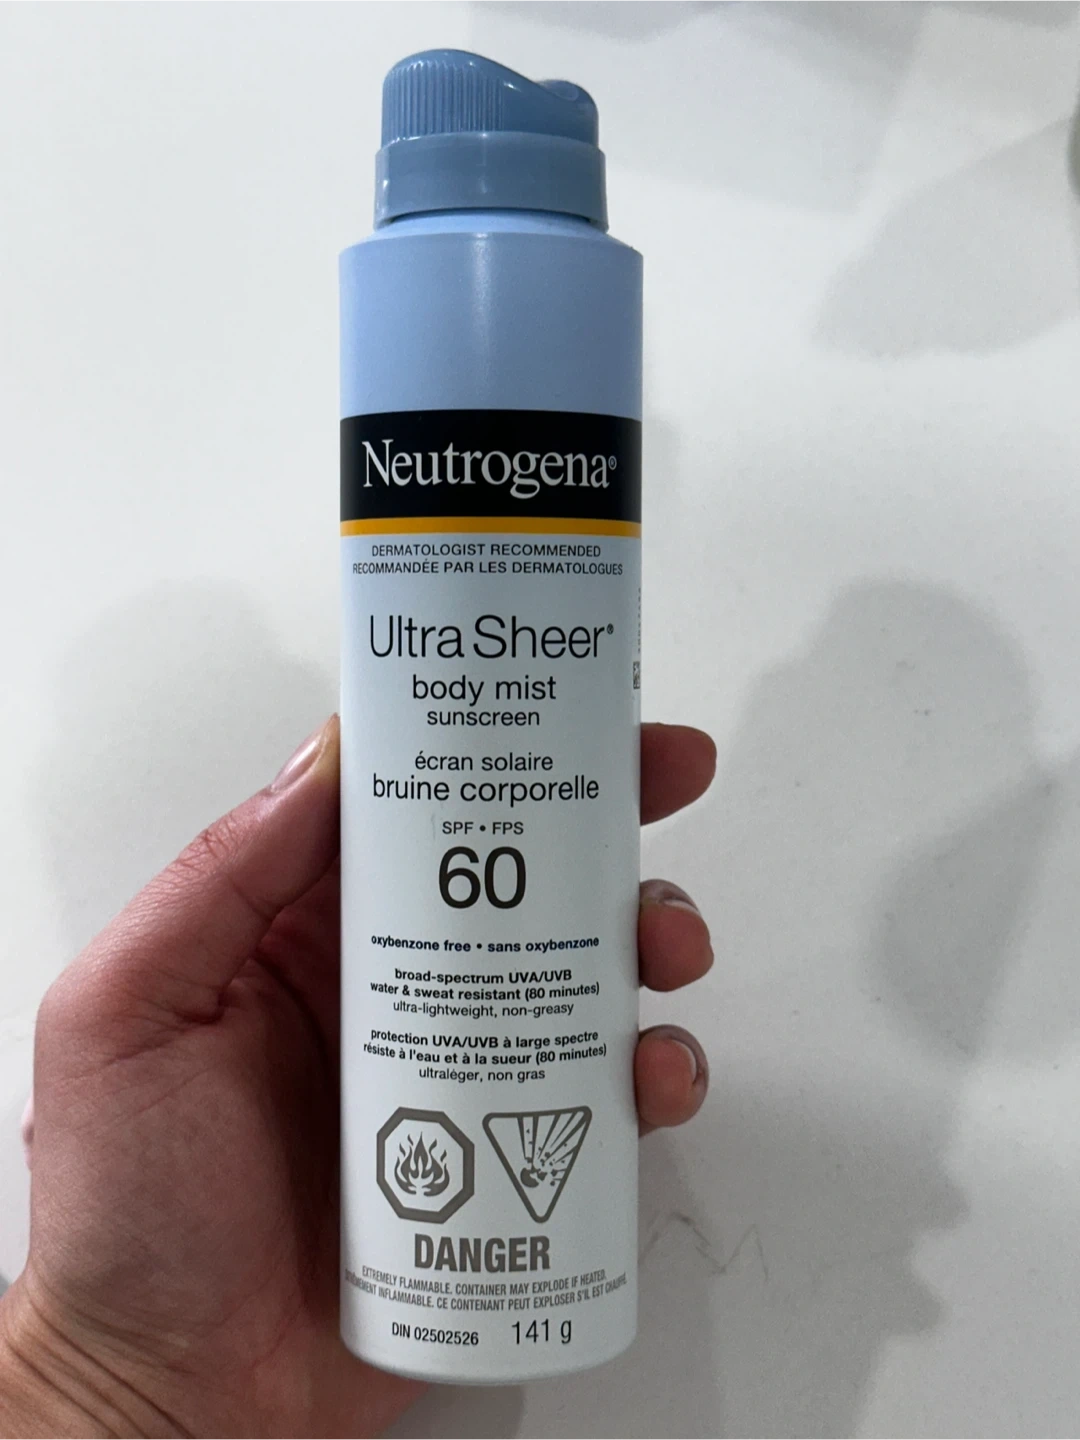 Neutrogena®
DERMATOLOGIST RECOMMENDED
RECOMMANDÉE PAR LES DERMATOLOGUES
Ultra Sheer®
body mist
sunscreen
écran solaire
bruine corporelle
SPF • FPS
60
oxybenzone free • sans oxybenzone
broad-spectrum UVA/UVB
water & sweat resistant (80 minutes)
ultra-lightweight, non-greasy
protection UVA/UVB à large spectre
résiste à l'eau et à la sueur (80 minutes)
ultraléger, non gras
DANGER
EXTREMELY FLAMMABLE. CONTAINER MAY EXPLODE IF HEATED.
INFLAMMABLE. CE CONTENANT PEUT EXPLOSER S'IL EST CHAUFFÉ
DIN 02502526 141 g